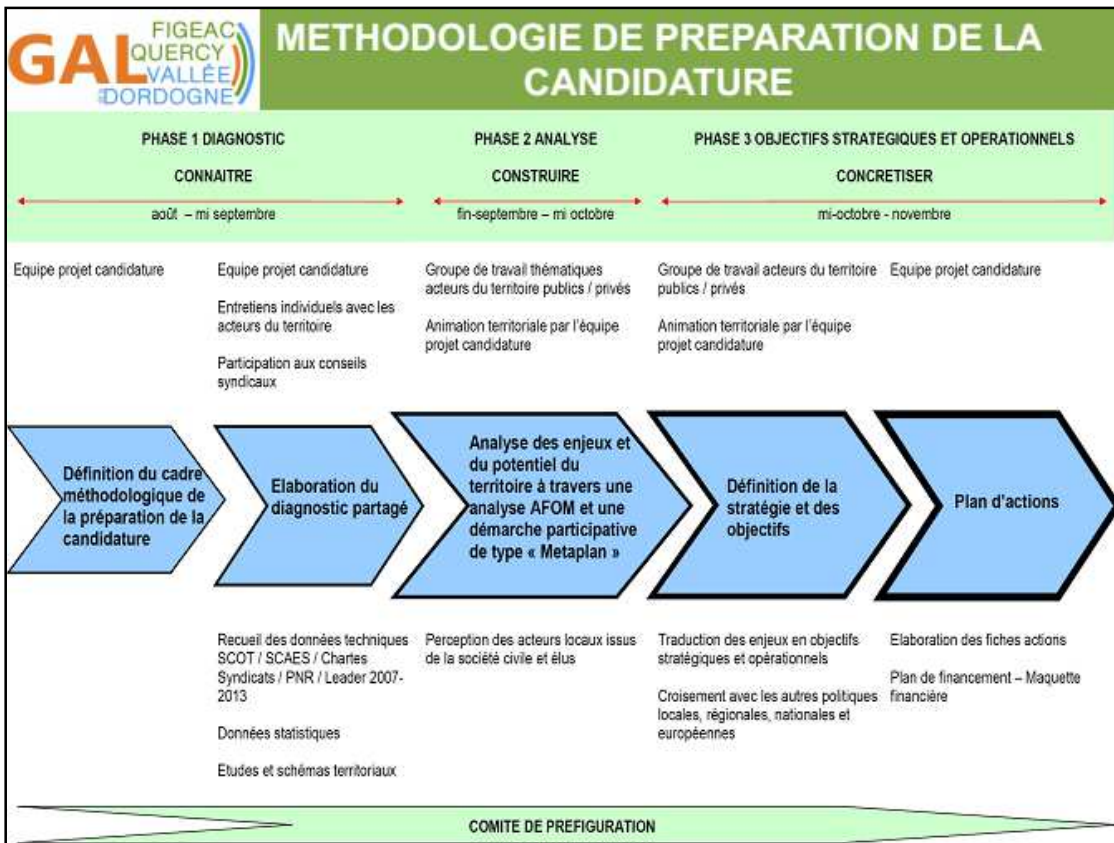 GAL
FIGEAC
QUERCY
VALLÉE
DORDOGNE
METHODOLOGIE DE PREPARATION DE LA
CANDIDATURE
PHASE 1 DIAGNOSTIC
CONNAITRE
août – mi septembre
PHASE 2 ANALYSE
CONSTRUIRE
fin-septembre – mi octobre
PHASE 3 OBJECTIFS STRATEGIQUES ET OPERATIONNELS
CONCRETISER
mi-octobre - novembre
Equipe projet candidature
Equipe projet candidature
Entretiens individuels avec les
acteurs du territoire
Participation aux conseils
syndicaux
Groupe de travail thématiques
acteurs du territoire publics / privés
Animation territoriale par l'équipe
projet candidature
Groupe de travail acteurs du territoire
publics / privés
Animation territoriale par l'équipe
projet candidature
Equipe projet candidature
Définition du cadre
méthodologique de
la préparation de la
candidature
Elaboration du
diagnostic partagé
Analyse des enjeux et
du potentiel du
territoire à travers une
analyse AFOM et une
démarche participative
de type « Metaplan »
Définition de la
stratégie et des
objectifs
Plan d'actions
Recueil des données techniques
SCOT / SCAES / Chartes
Syndicats / PNR / Leader 2007-
2013
Données statistiques
Etudes et schémas territoriaux
Perception des acteurs locaux issus
de la société civile et élus
Traduction des enjeux en objectifs
stratégiques et opérationnels
Croisement avec les autres politiques
locales, régionales, nationales et
européennes
Elaboration des fiches actions
Plan de financement – Maquette
financière
COMITE DE PREFIGURATION